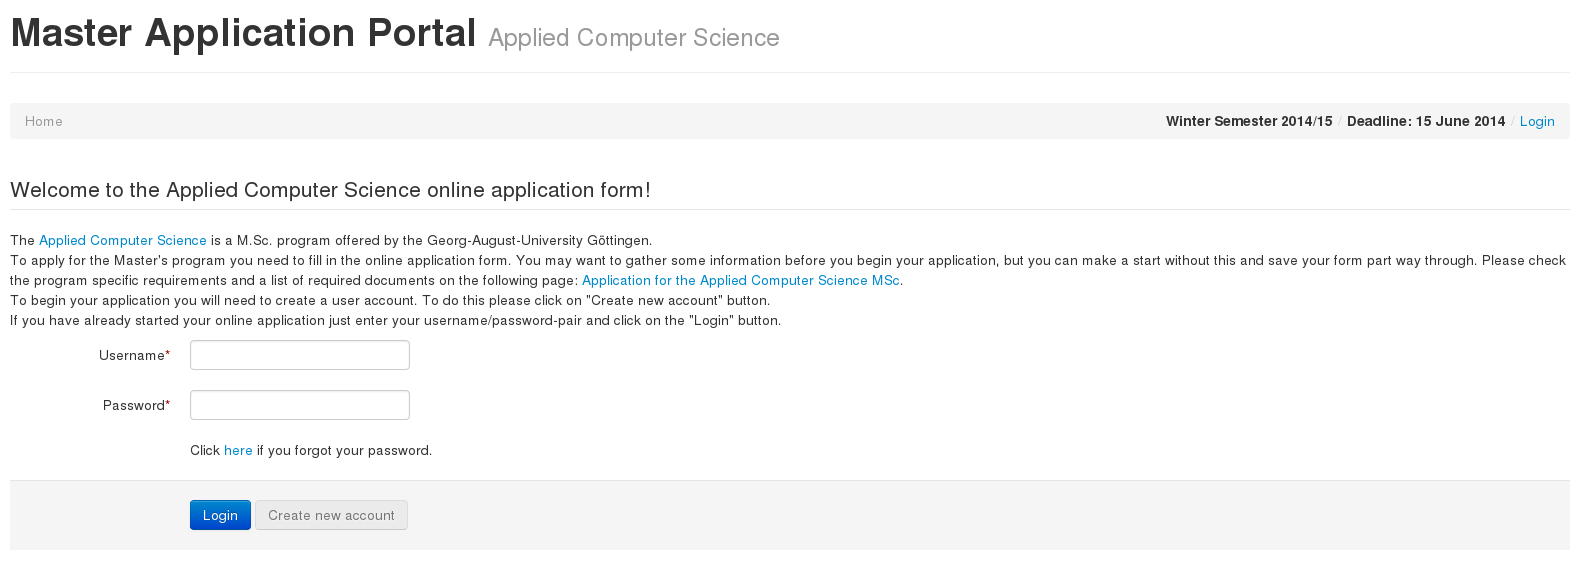 Master Application Portal Applied Computer Science
Home Winter Semester 2014/15 / Deadline: 15 June 2014 / Login
Welcome to the Applied Computer Science online application form!
The Applied Computer Science is a M.Sc. program offered by the Georg-August-University Göttingen.
To apply for the Master's program you need to fill in the online application form. You may want to gather some information before you begin your application, but you can make a start without this and save your form part way through. Please check
the program specific requirements and a list of required documents on the following page: Application for the Applied Computer Science MSc.
To begin your application you will need to create a user account. To do this please click on "Create new account" button.
If you have already started your online application just enter your username/password-pair and click on the "Login" button.
Username*
Password*
Click here if you forgot your password.
Login Create new account